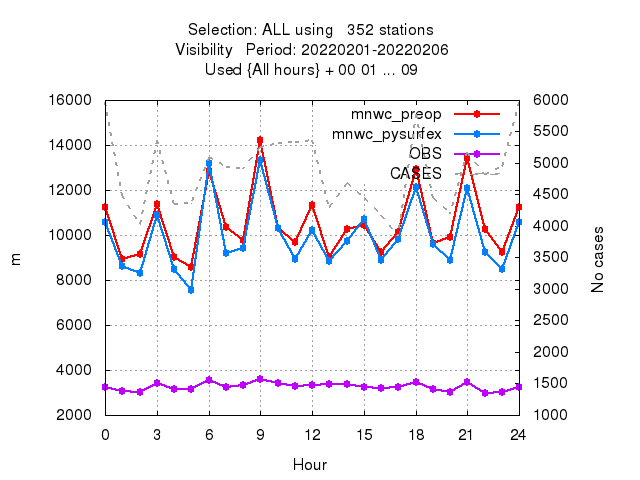 Selection: ALL using   352 stations
Visibility   Period: 20220201-20220206
Used {All hours} + 00 01 ... 09
16000
14000
12000
10000
8000
6000
4000
2000
m
mnwc_preop
mnwc_pysurfex
OBS
CASES
6000
5500
5000
4500
4000
3500
3000
2500
2000
1500
1000
No cases
0 3 6 9 12 15 18 21 24
Hour